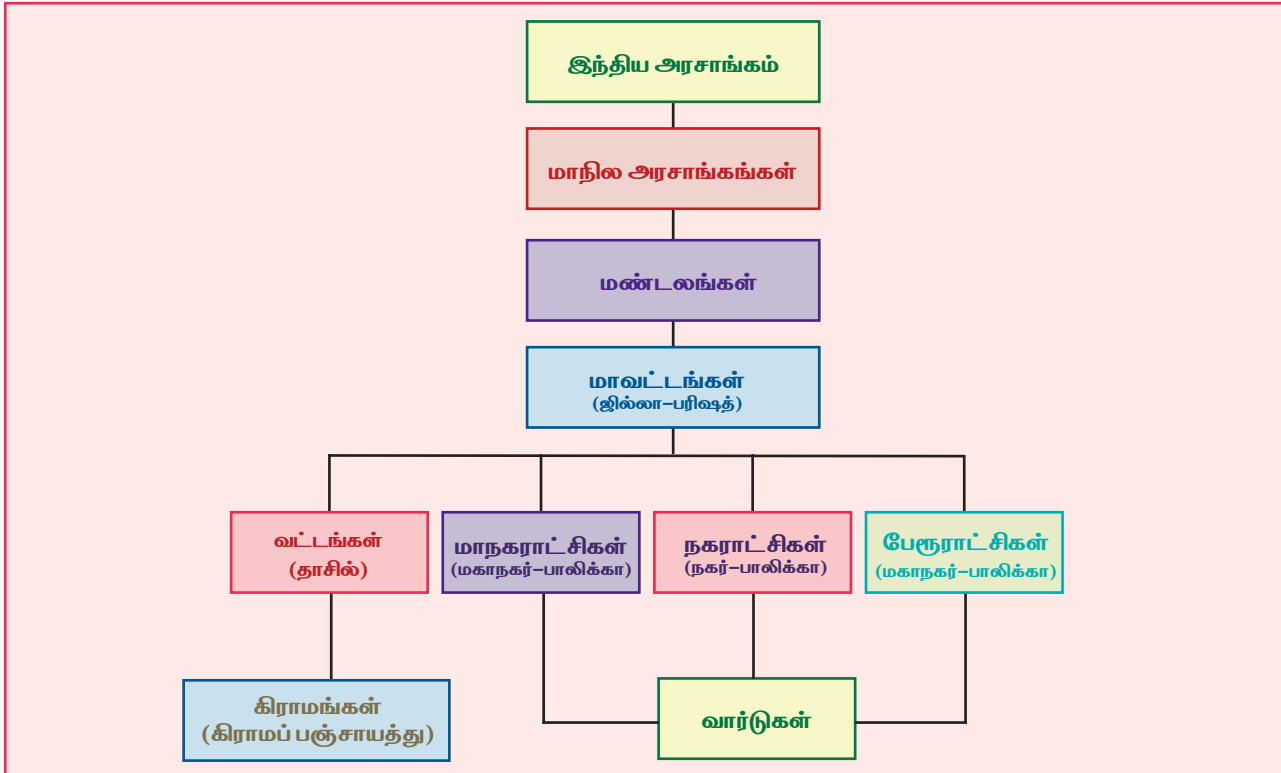 இந்திய அரசாங்கம்
மாநில அரசாங்கங்கள்
மண்டலங்கள்
மாவட்டங்கள்
(ஜில்லா–பரிஷத்)
வட்டங்கள்
(தாசில்)
மாநகராட்சிகள்
(மகாநகர்–பாலிக்கா)
நகராட்சிகள்
(நகர்–பாலிக்கா)
பேரூராட்சிகள்
(மகாநகர்–பாலிக்கா)
கிராமங்கள்
(கிராமப் பஞ்சாயத்து)
வார்டுகள்